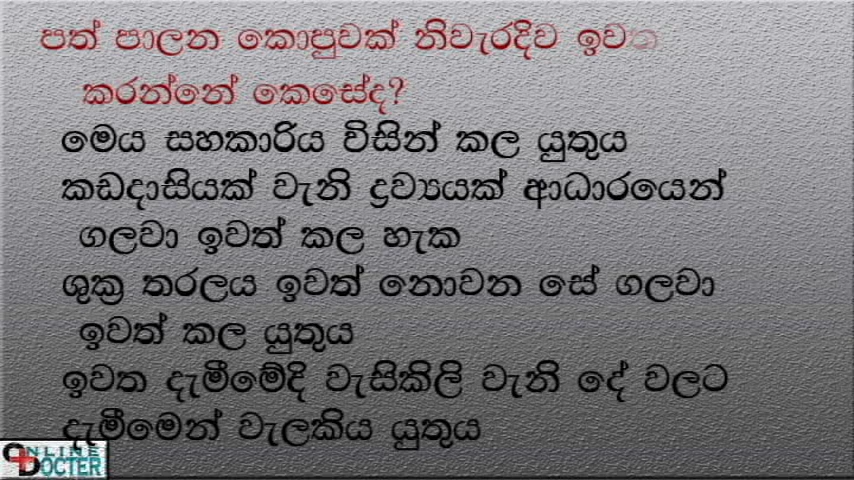 පත් පාලන කොපුවක් නිවැරදිව ඉවත
කරන්නේ කෙසේද?
මෙය සහකාරිය විසින් කල යුතුය
කඩදාසියක් වැනි ද්‍රව්‍යයක් ආධාරයෙන්
ගලවා ඉවත් කල හැක
ශුක්‍ර තරලය ඉවත් නොවන සේ ගලවා
ඉවත් කල යුතුය
ඉවත දැමීමේදි වැසිකිලි වැනි දේ වලට
දැමීමෙන් වැලකිය යුතුය
ONLINE
DOCTER